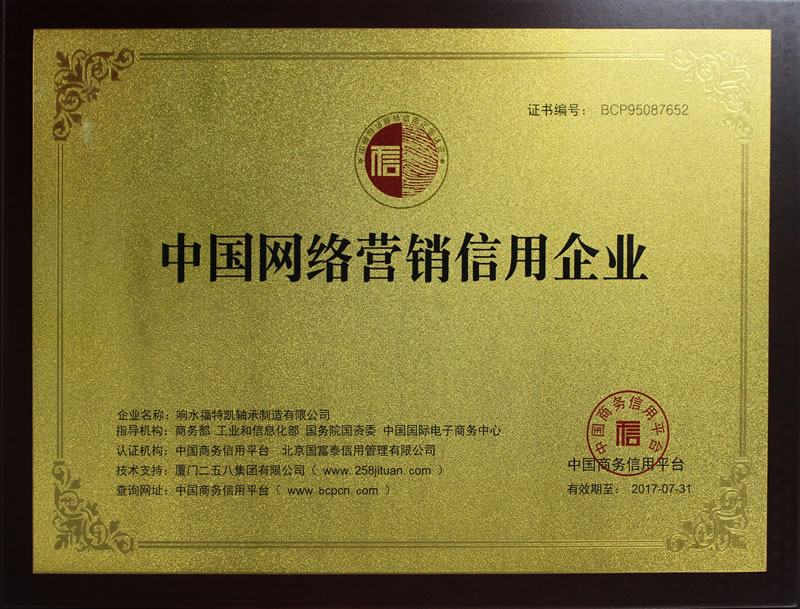 证书编号： BCP95087652
信
中国网络营销信用企业
企业名称：响水福特凯轴承制造有限公司
指导机构：商务部 工业和信息化部 国务院国资委 中国国际电子商务中心
认证机构：中国商务信用平台 北京国富泰信用管理有限公司
技术支持：厦门二五八集团有限公司（ www.258jituan.com ）
查询网址：中国商务信用平台（ www.bcpcn.com ）
中国商务信用平台
信
中国商务信用平台
有效期至： 2017-07-31